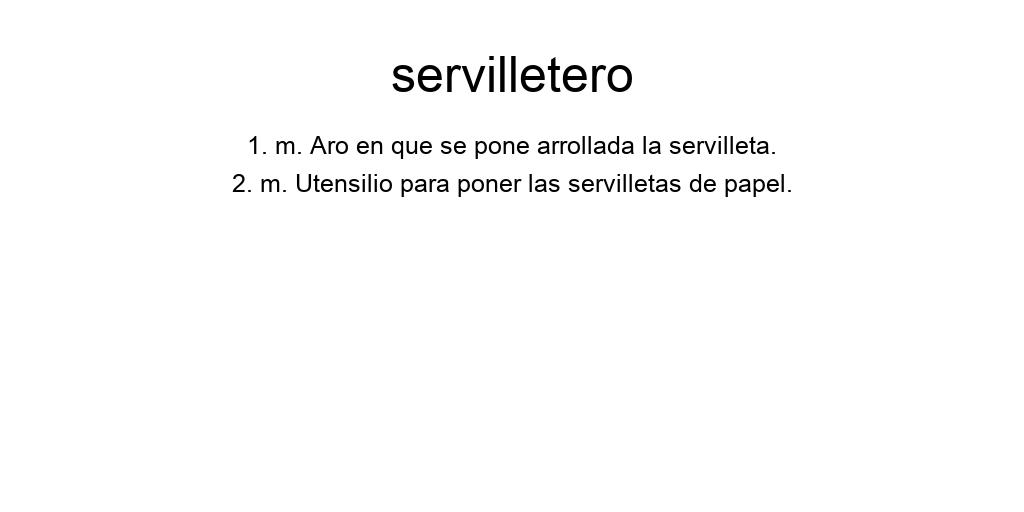 servilletero
1. m. Aro en que se pone arrollada la servilleta.
2. m. Utensilio para poner las servilletas de papel.